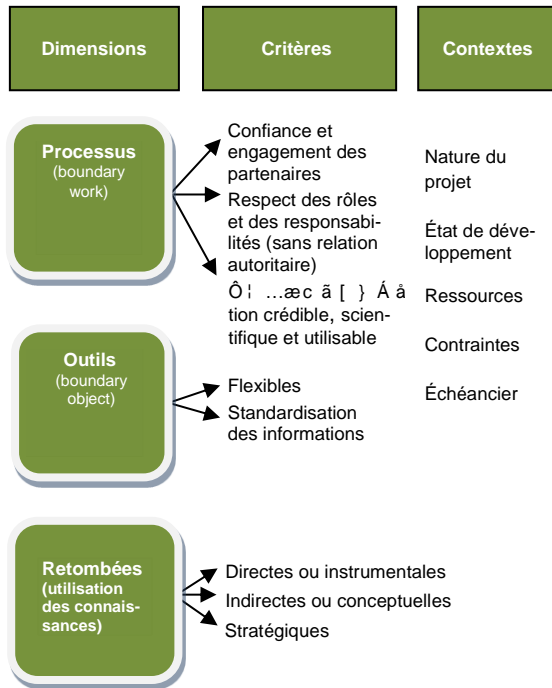 Dimensions
Critères
Contextes
Processus
(boundary
work)
Confiance et
engagement des
partenaires
Respect des rôles
et des responsabi-
lités (sans relation
autoritaire)
Ô¦ …æc ã [ } Á å
tion crédible, scien-
tifique et utilisable
Nature du
projet
État de déve-
loppement
Ressources
Contraintes
Échéancier
Outils
(boundary
object)
Flexibles
Standardisation
des informations
Retombées
(utilisation
des connais-
sances)
Directes ou instrumentales
Indirectes ou conceptuelles
Stratégiques